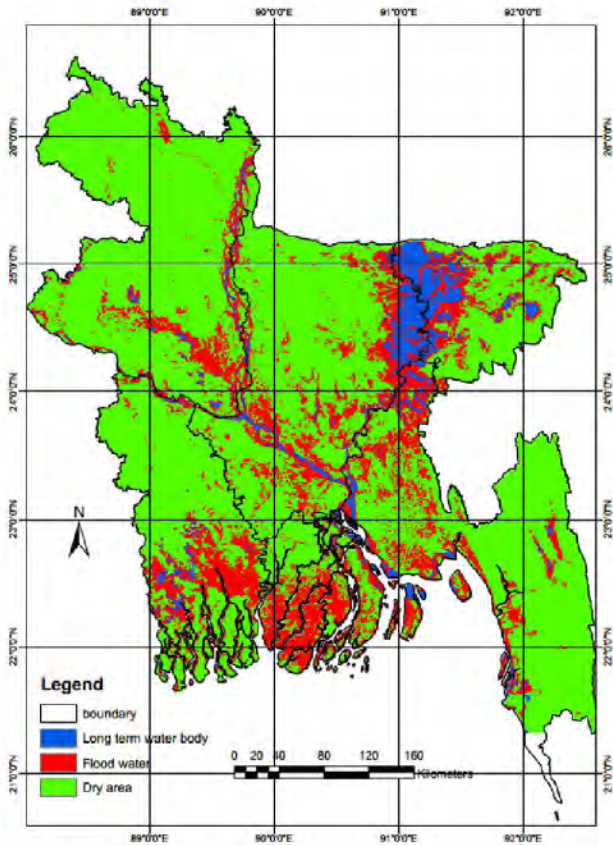 89°0'0"E 90°0'0"E 91°0'0"E 92°0'0"E
26°0'0"N 26°0'0"N
25°0'0"N 25°0'0"N
24°0'0"N 24°0'0"N
23°0'0"N 23°0'0"N
N
22°0'0"N 22°0'0"N
Legend
boundary
Long term water body
Flood water
Dry area
0 20 40 80 120 160
Kilometers
21°0'0"N 21°0'0"N
89°0'0"E 90°0'0"E 91°0'0"E 92°0'0"E